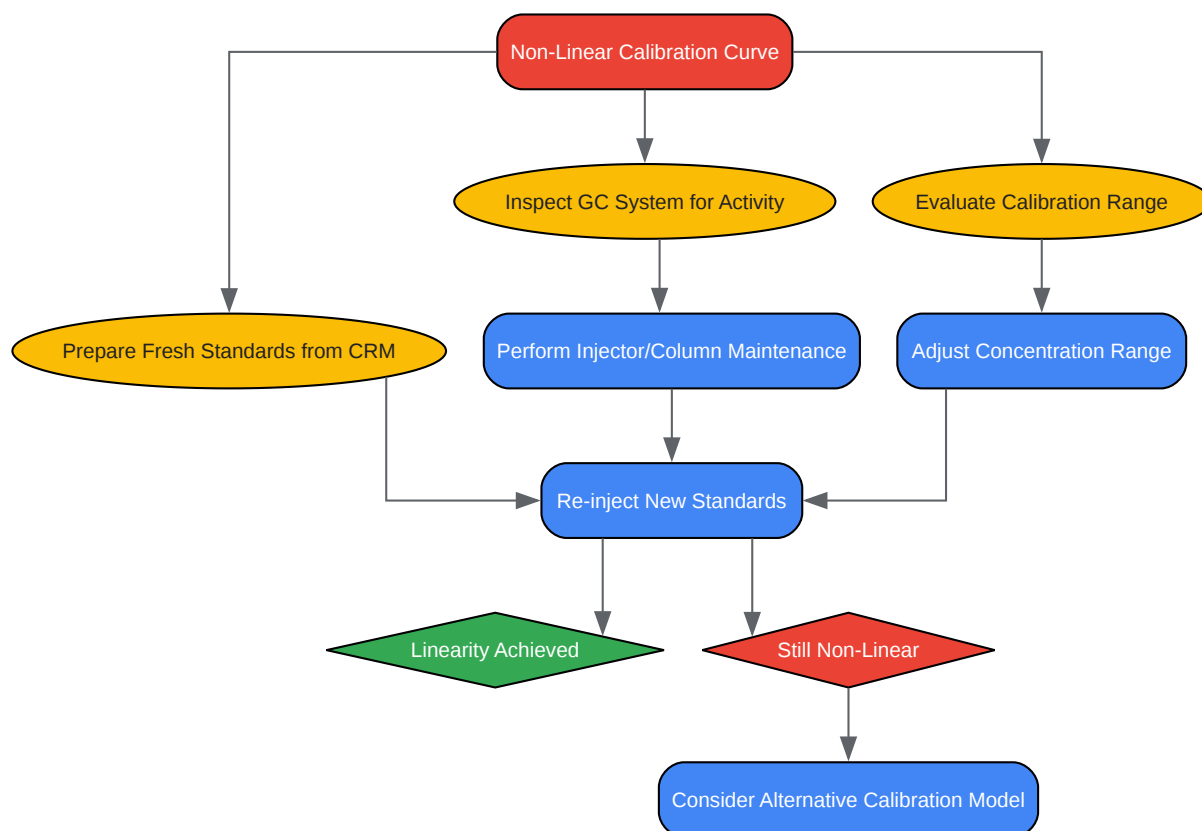 Non-Linear Calibration Curve
Inspect GC System for Activity
Evaluate Calibration Range
Prepare Fresh Standards from CRM
Perform Injector/Column Maintenance
Adjust Concentration Range
Re-inject New Standards
Linearity Achieved
Still Non-Linear
Consider Alternative Calibration Model